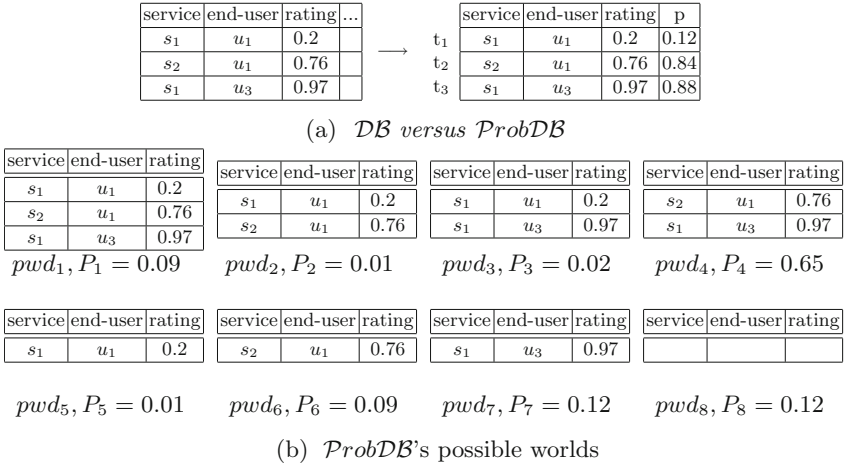 service end-user rating ...
s₁ u₁ 0.2
s₂ u₁ 0.76
s₁ u₃ 0.97
⟶
service end-user rating p
t₁ s₁ u₁ 0.2 0.12
t₂ s₂ u₁ 0.76 0.84
t₃ s₁ u₃ 0.97 0.88
(a) DB versus ProbDB
service end-user rating
s₁ u₁ 0.2
s₂ u₁ 0.76
s₁ u₃ 0.97
pwd₁, P₁ = 0.09
service end-user rating
s₁ u₁ 0.2
s₂ u₁ 0.76
pwd₂, P₂ = 0.01
service end-user rating
s₁ u₁ 0.2
s₁ u₃ 0.97
pwd₃, P₃ = 0.02
service end-user rating
s₂ u₁ 0.76
s₁ u₃ 0.97
pwd₄, P₄ = 0.65
service end-user rating
s₁ u₁ 0.2
pwd₅, P₅ = 0.01
service end-user rating
s₂ u₁ 0.76
pwd₆, P₆ = 0.09
service end-user rating
s₁ u₃ 0.97
pwd₇, P₇ = 0.12
service end-user rating
pwd₈, P₈ = 0.12
(b) ProbDB's possible worlds